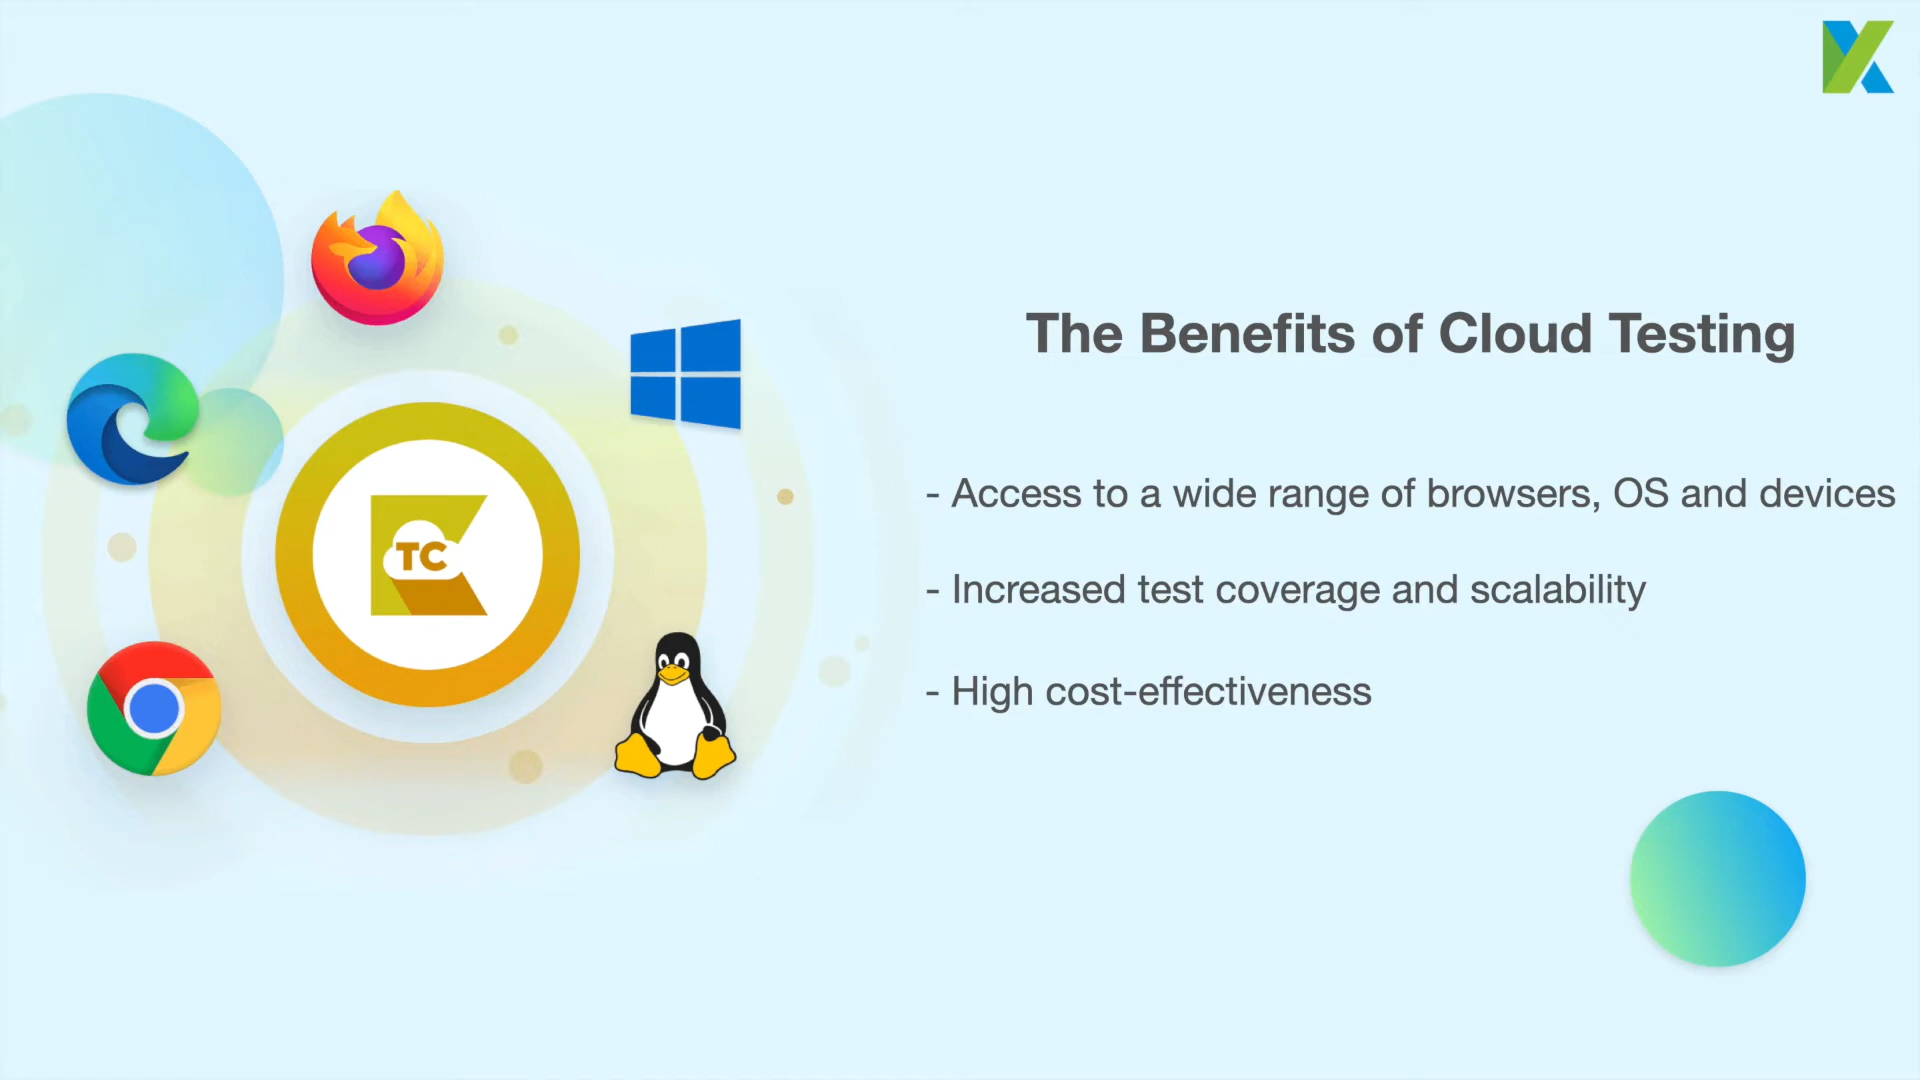 The Benefits of Cloud Testing
- Access to a wide range of browsers, OS and devices
TC
- Increased test coverage and scalability
- High cost-effectiveness